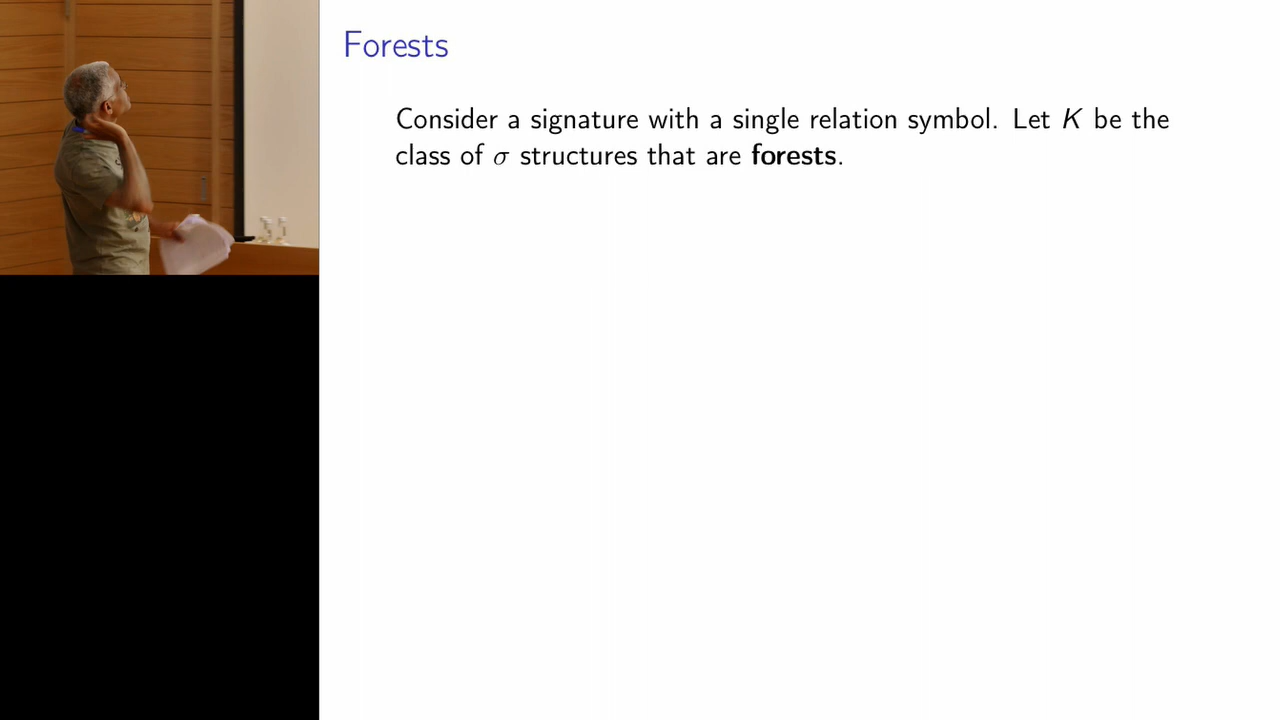 Forests
Consider a signature with a single relation symbol. Let K be the
class of σ structures that are forests.